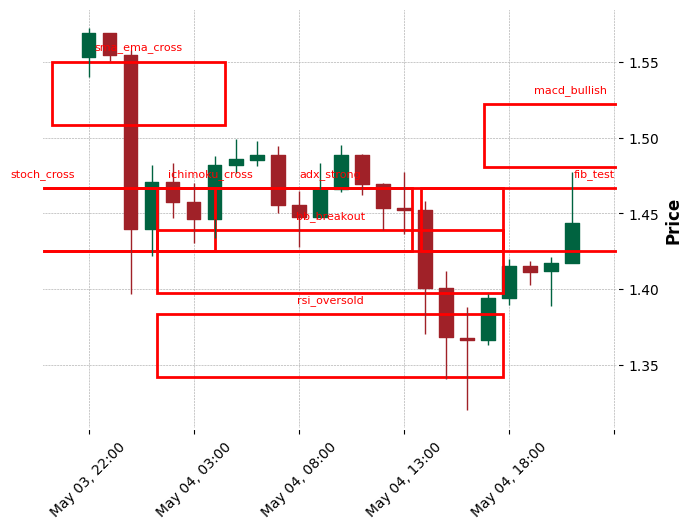 sma_ema_cross
1.55
macd_bullish
1.50
stoch_cross
ichimoku_cross
adx_strong
fib_test
1.45
bb_breakout
Price
1.40
rsi_oversold
1.35
May 03, 22:00
May 04, 03:00
May 04, 08:00
May 04, 13:00
May 04, 18:00